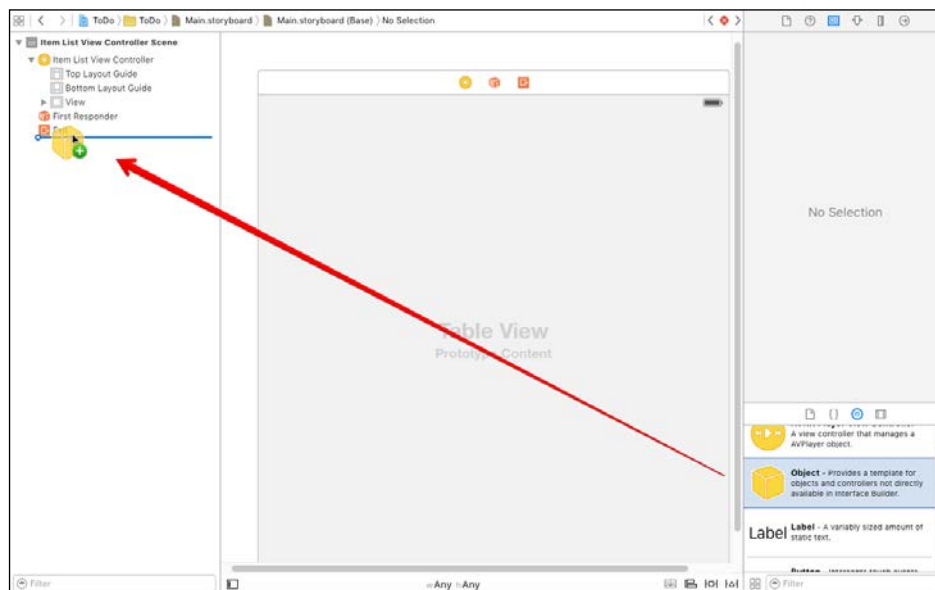 ToDo ToDo Main.storyboard Main.storyboard (Base) No Selection
Item List View Controller Scene
Item List View Controller
Top Layout Guide
Bottom Layout Guide
View
First Responder
Table View
Prototype Content
Filter
wAny hAny
No Selection
A view controller that manages a
AVPlayer object.
Object - Provides a template for
objects and controllers not directly
available in Interface Builder.
Label
Label - A variably sized amount of
static text.
Filter